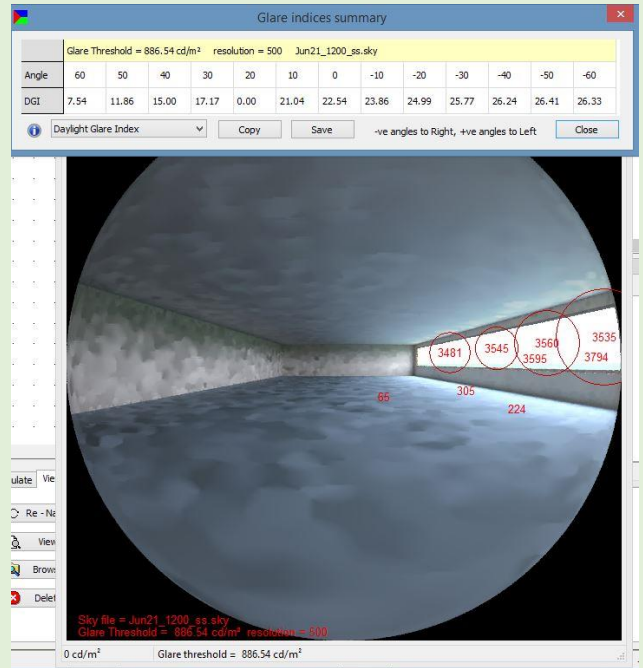 Glare indices summary
Glare Threshold = 886.54 cd/m² resolution = 500 Jun21_1200_ss.sky
Angle 60 50 40 30 20 10 0 -10 -20 -30 -40 -50 -60
DGI 7.54 11.86 15.00 17.17 0.00 21.04 22.54 23.86 24.99 25.77 26.24 26.41 26.33
Daylight Glare Index Copy Save -ve angles to Right, +ve angles to Left Close
3481 3545 3560 3535
3595 3794
65 305
224
ulate Vie
Re - Na
View
Brows
Delet
Sky file = Jun21_1200_ss.sky
Glare Threshold = 886.54 cd/m² resolution = 500
0 cd/m² Glare threshold = 886.54 cd/m²